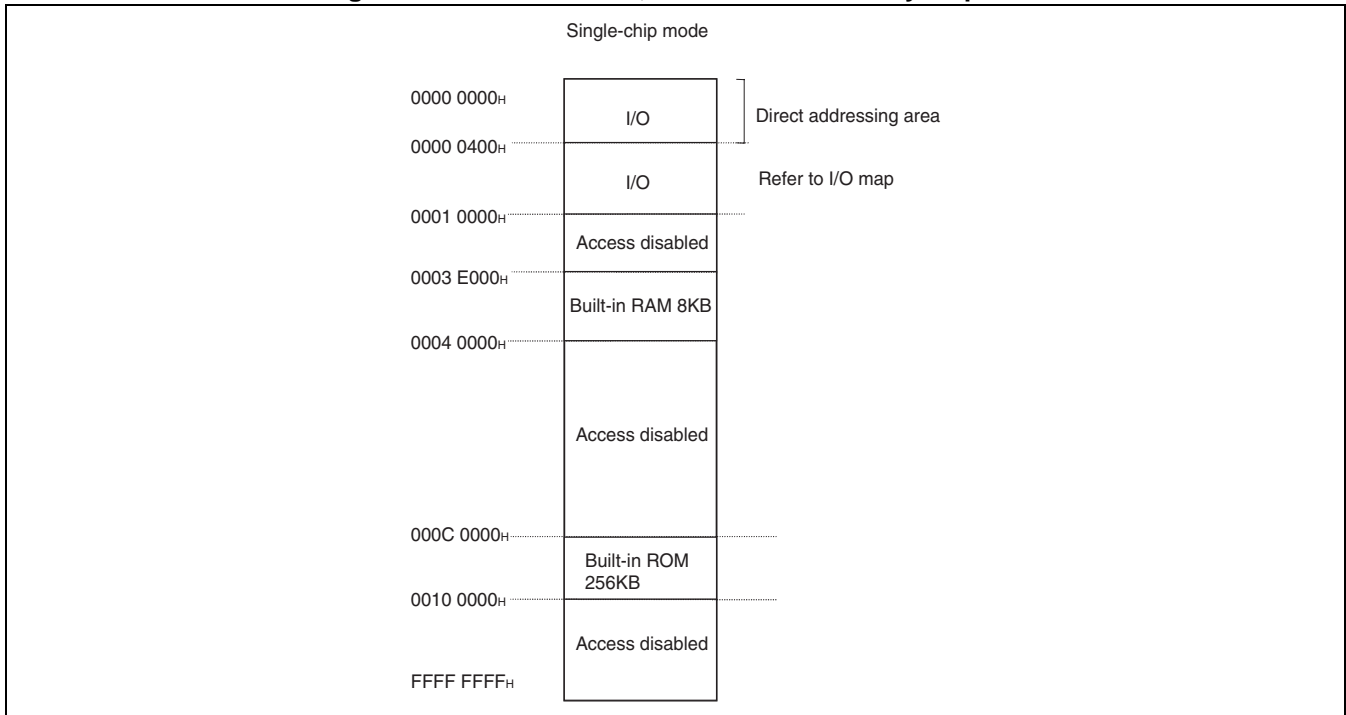 Single-chip mode
0000 0000H
I/O
Direct addressing area
0000 0400H
I/O
Refer to I/O map
0001 0000H
Access disabled
0003 E000H
Built-in RAM 8KB
0004 0000H
Access disabled
000C 0000H
Built-in ROM
256KB
0010 0000H
Access disabled
FFFF FFFFH